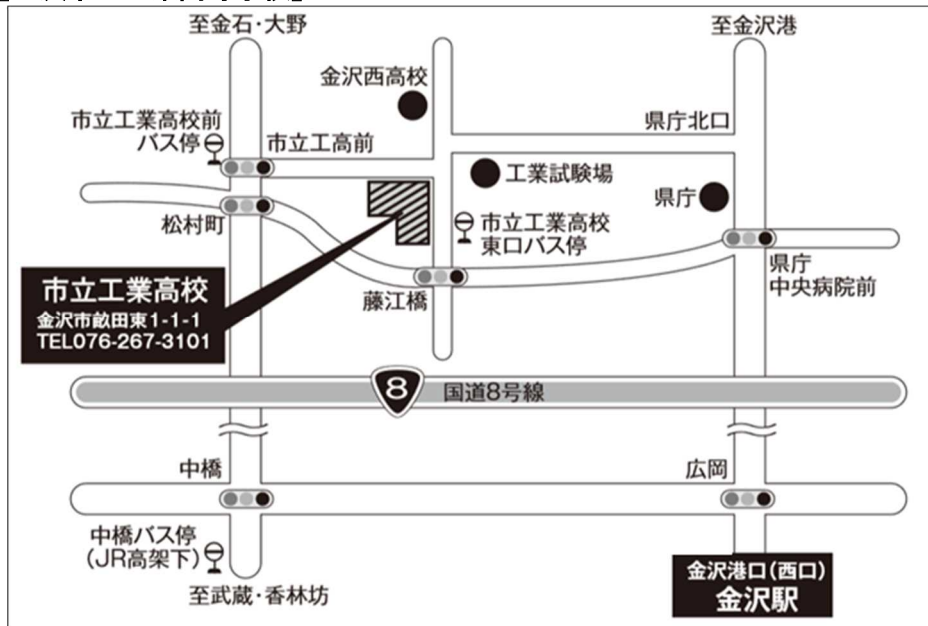 至金石・大野
至金沢港
金沢西高校
市立工業高校前
バス停
市立工高前
県庁北口
工業試験場
県庁
松村町
市立工業高校
東口バス停
県庁
中央病院前
藤江橋
市立工業高校
金沢市畝田東1-1-1
TEL076-267-3101
8
国道8号線
中橋
広岡
中橋バス停
(JR高架下)
至武蔵・香林坊
金沢港口(西口)
金沢駅